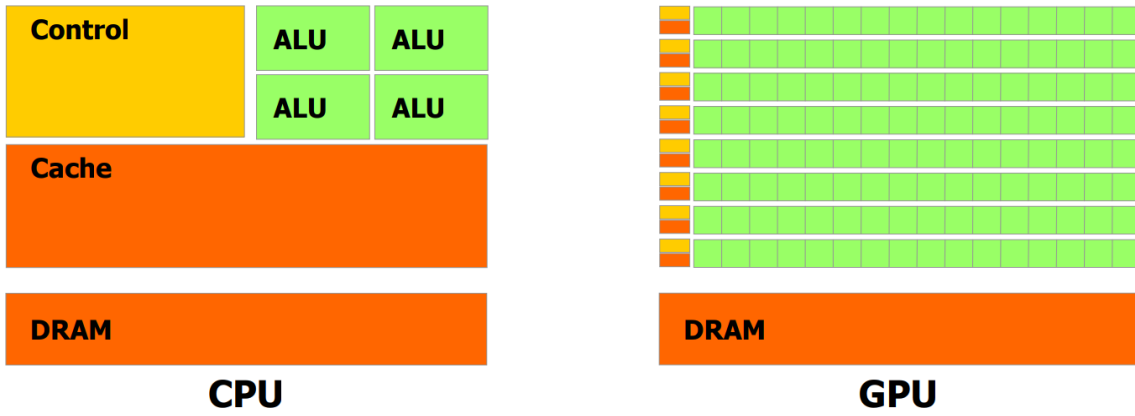 Control
ALU ALU
ALU ALU
Cache
DRAM
CPU
DRAM
GPU